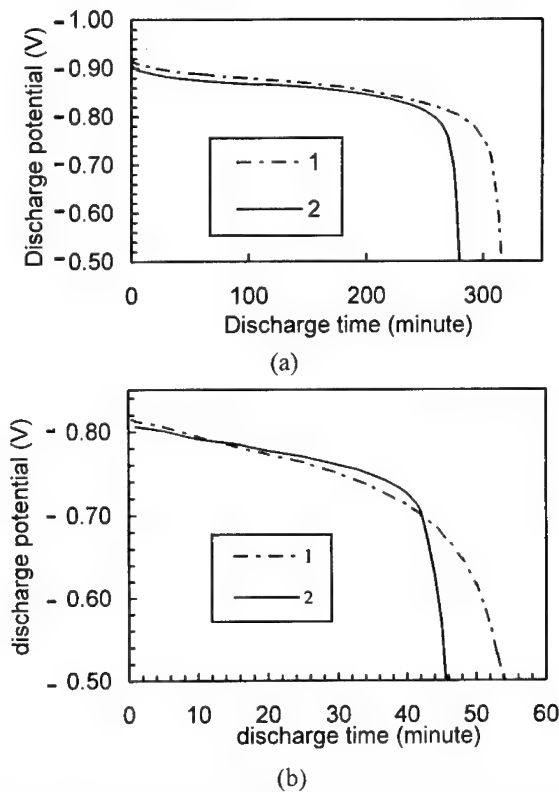 Discharge potential (V)
- 1.00
- 0.90
- 0.80
- 0.70
- 0.60
- 0.50
1
2
0 100 200 300
Discharge time (minute)
(a)
discharge potential (V)
- 0.80
- 0.70
- 0.60
- 0.50
1
2
0 10 20 30 40 50 60
discharge time (minute)
(b)